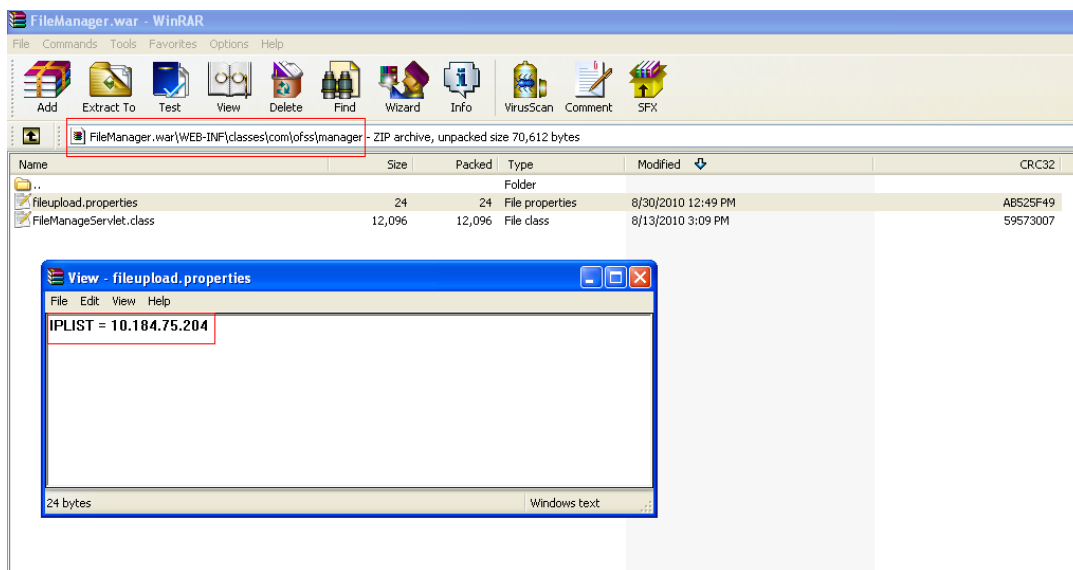 FileManager.war - WinRAR
File Commands Tools Favorites Options Help
Add Extract To Test View Delete Find Wizard Info VirusScan Comment SFX
FileManager.war\WEB-INF\classes\com\ofss\manager - ZIP archive, unpacked size 70,612 bytes
Name Size Packed Type Modified CRC32
.. Folder
fileupload.properties 24 24 File properties 8/30/2010 12:49 PM AB525F49
FileManageServlet.class 12,096 12,096 File class 8/13/2010 3:09 PM 59573007
View - fileupload.properties
File Edit View Help
IPLIST = 10.184.75.204
24 bytes Windows text